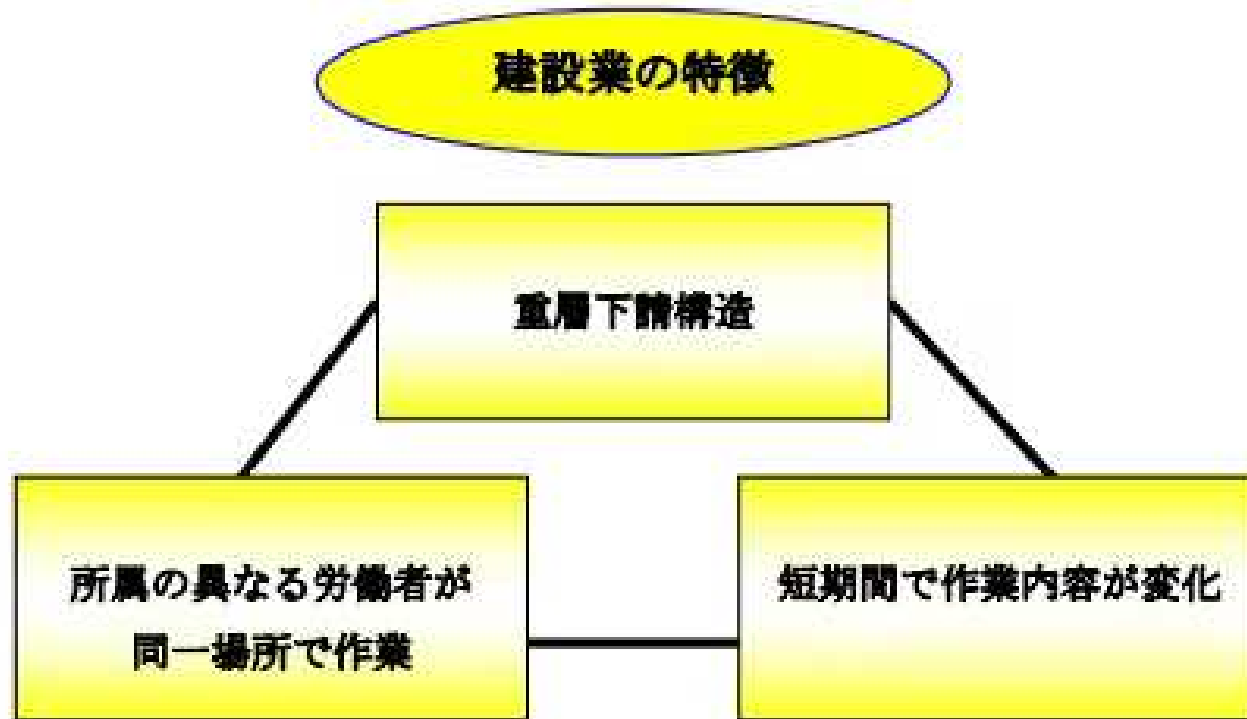 建設業の特徴
重層下請構造
所属の異なる労働者が
同一場所で作業
短期間で作業内容が変化